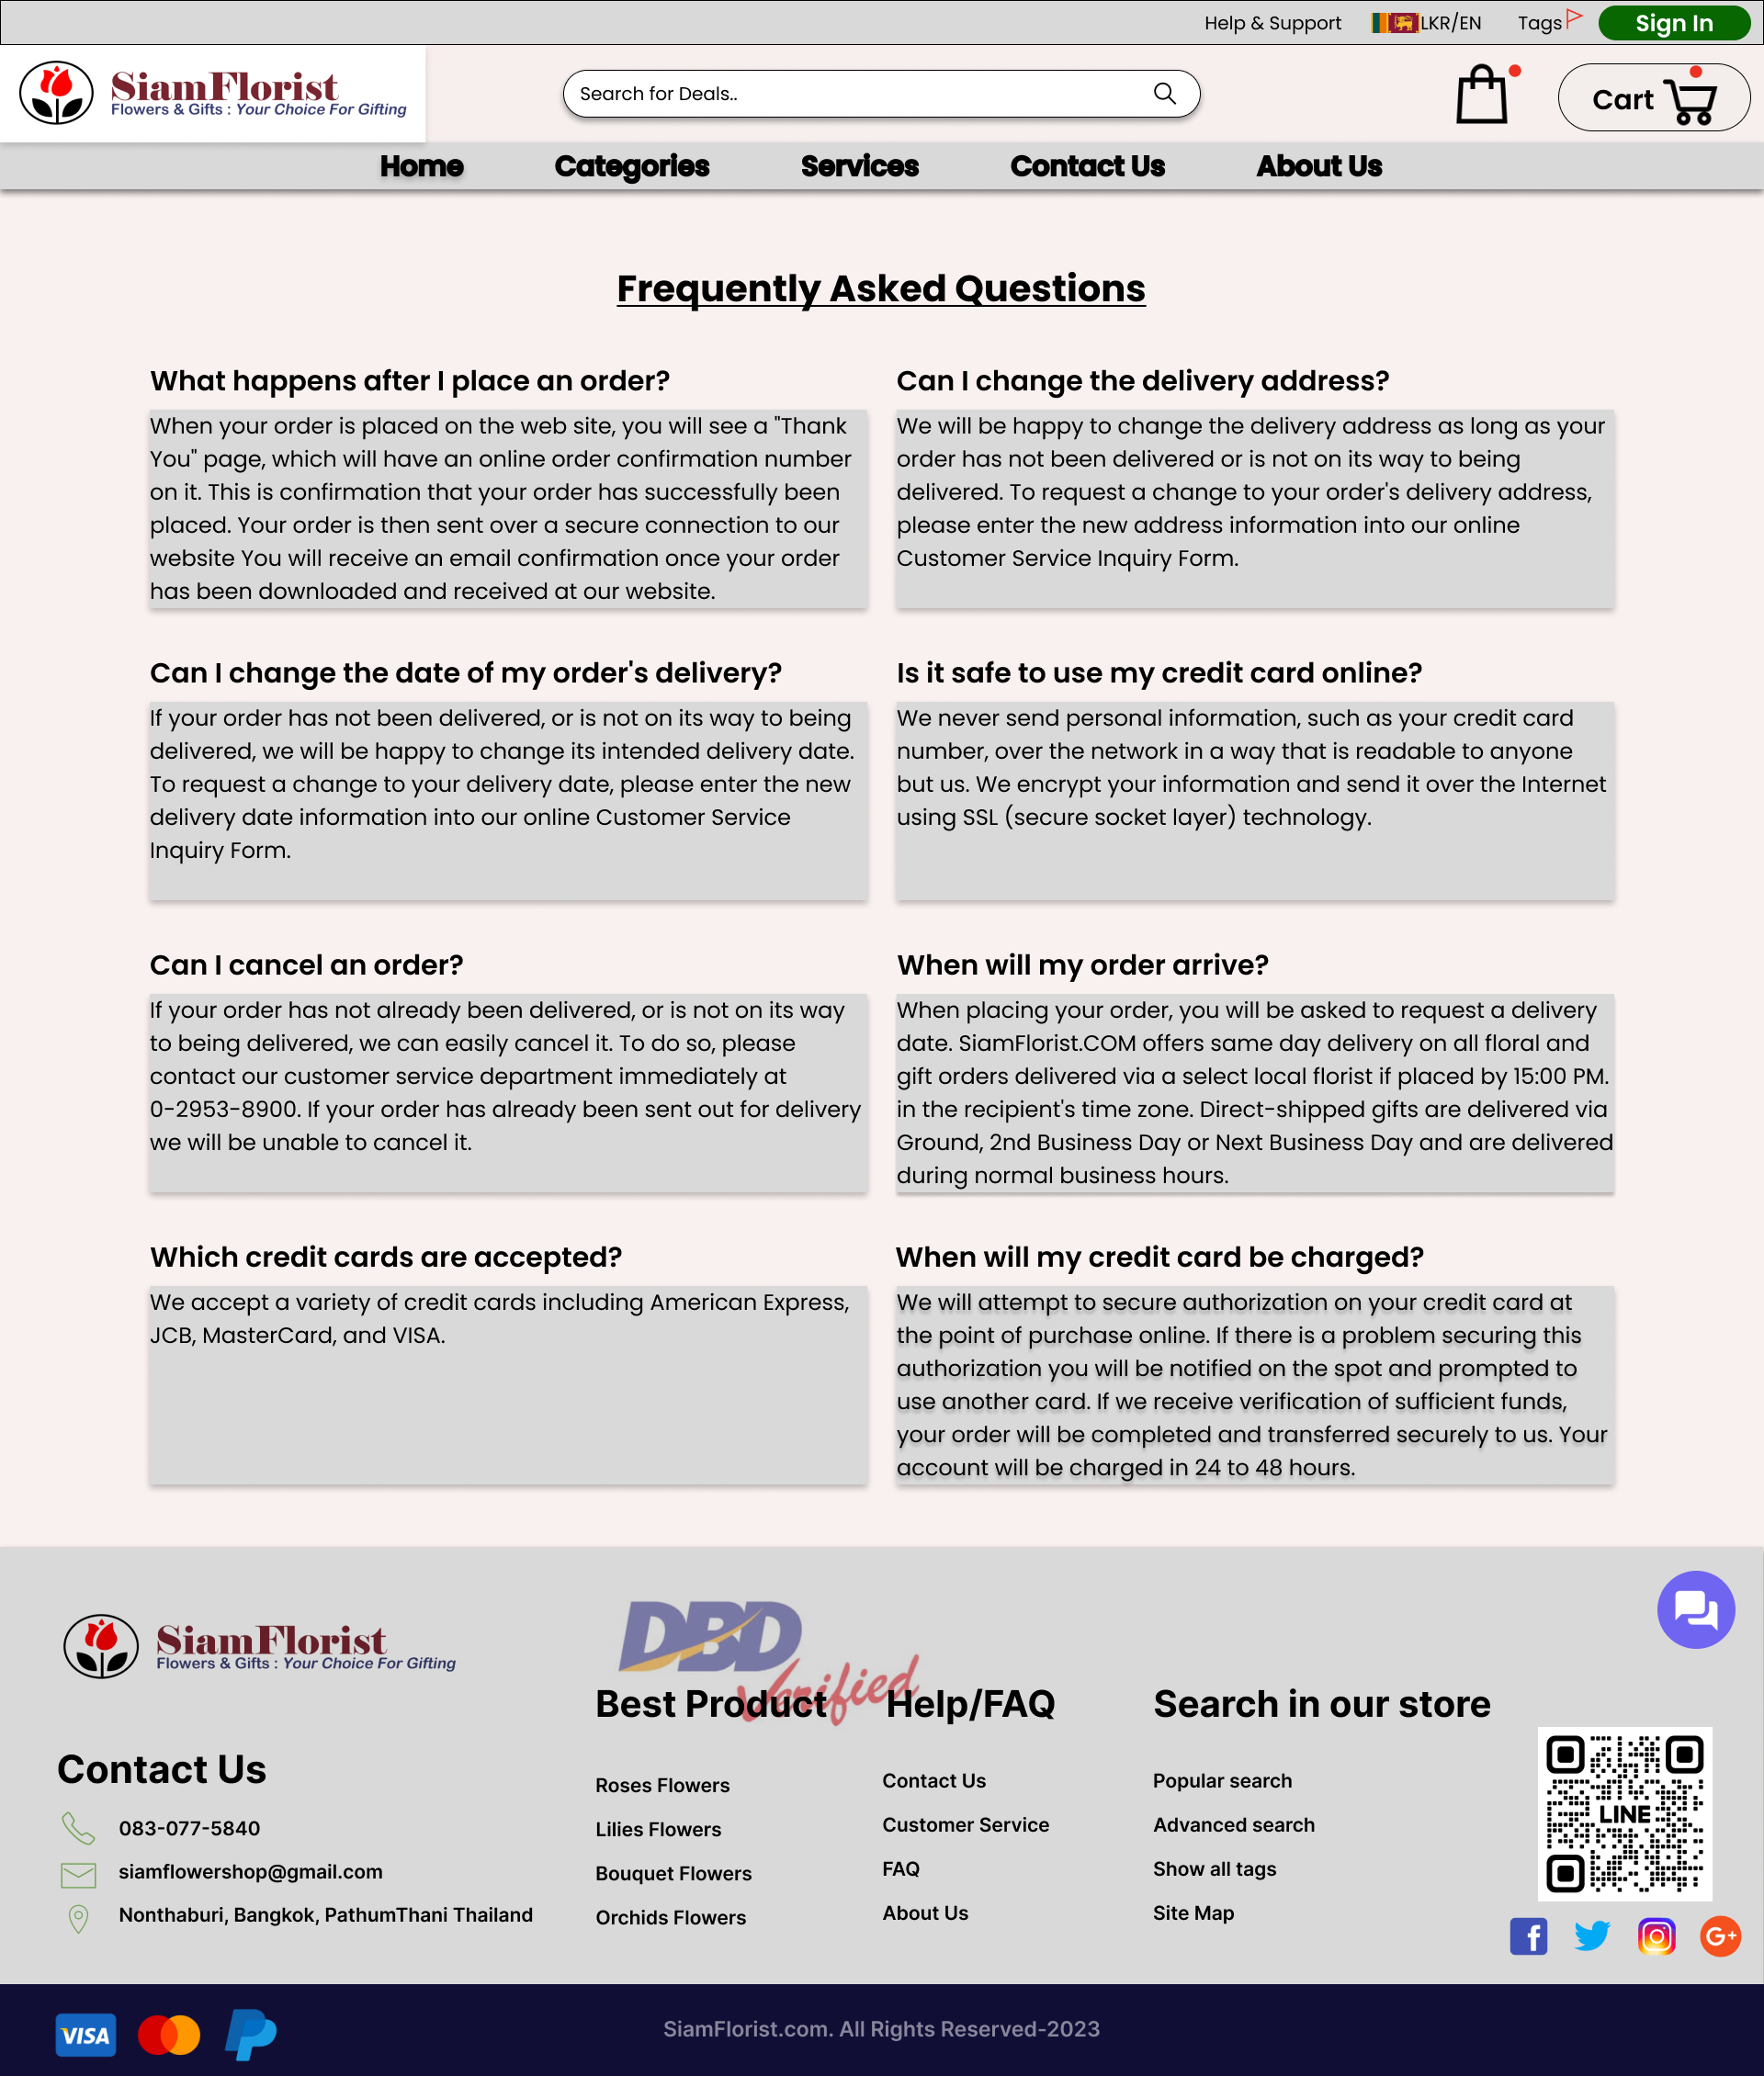 Help & Support
LKR/EN
Tags
Sign In
SiamFlorist
Flowers & Gifts : Your Choice For Gifting
Search for Deals..
Cart
Home
Categories
Services
Contact Us
About Us
Frequently Asked Questions
What happens after I place an order?
When your order is placed on the web site, you will see a "Thank
You" page, which will have an online order confirmation number
on it. This is confirmation that your order has successfully been
placed. Your order is then sent over a secure connection to our
website You will receive an email confirmation once your order
has been downloaded and received at our website.
Can I change the delivery address?
We will be happy to change the delivery address as long as your
order has not been delivered or is not on its way to being
delivered. To request a change to your order's delivery address,
please enter the new address information into our online
Customer Service Inquiry Form.
Can I change the date of my order's delivery?
If your order has not been delivered, or is not on its way to being
delivered, we will be happy to change its intended delivery date.
To request a change to your delivery date, please enter the new
delivery date information into our online Customer Service
Inquiry Form.
Is it safe to use my credit card online?
We never send personal information, such as your credit card
number, over the network in a way that is readable to anyone
but us. We encrypt your information and send it over the Internet
using SSL (secure socket layer) technology.
Can I cancel an order?
If your order has not already been delivered, or is not on its way
to being delivered, we can easily cancel it. To do so, please
contact our customer service department immediately at
0-2953-8900. If your order has already been sent out for delivery
we will be unable to cancel it.
When will my order arrive?
When placing your order, you will be asked to request a delivery
date. SiamFlorist.COM offers same day delivery on all floral and
gift orders delivered via a select local florist if placed by 15:00 PM.
in the recipient's time zone. Direct-shipped gifts are delivered via
Ground, 2nd Business Day or Next Business Day and are delivered
during normal business hours.
Which credit cards are accepted?
We accept a variety of credit cards including American Express,
JCB, MasterCard, and VISA.
When will my credit card be charged?
We will attempt to secure authorization on your credit card at
the point of purchase online. If there is a problem securing this
authorization you will be notified on the spot and prompted to
use another card. If we receive verification of sufficient funds,
your order will be completed and transferred securely to us. Your
account will be charged in 24 to 48 hours.
SiamFlorist
Flowers & Gifts : Your Choice For Gifting
Contact Us
083-077-5840
siamflowershop@gmail.com
Nonthaburi, Bangkok, PathumThani Thailand
DBD
Verified
Best Product
Roses Flowers
Lilies Flowers
Bouquet Flowers
Orchids Flowers
Help/FAQ
Contact Us
Customer Service
FAQ
About Us
Search in our store
Popular search
Advanced search
Show all tags
Site Map
LINE
f
G+
VISA
SiamFlorist.com. All Rights Reserved-2023